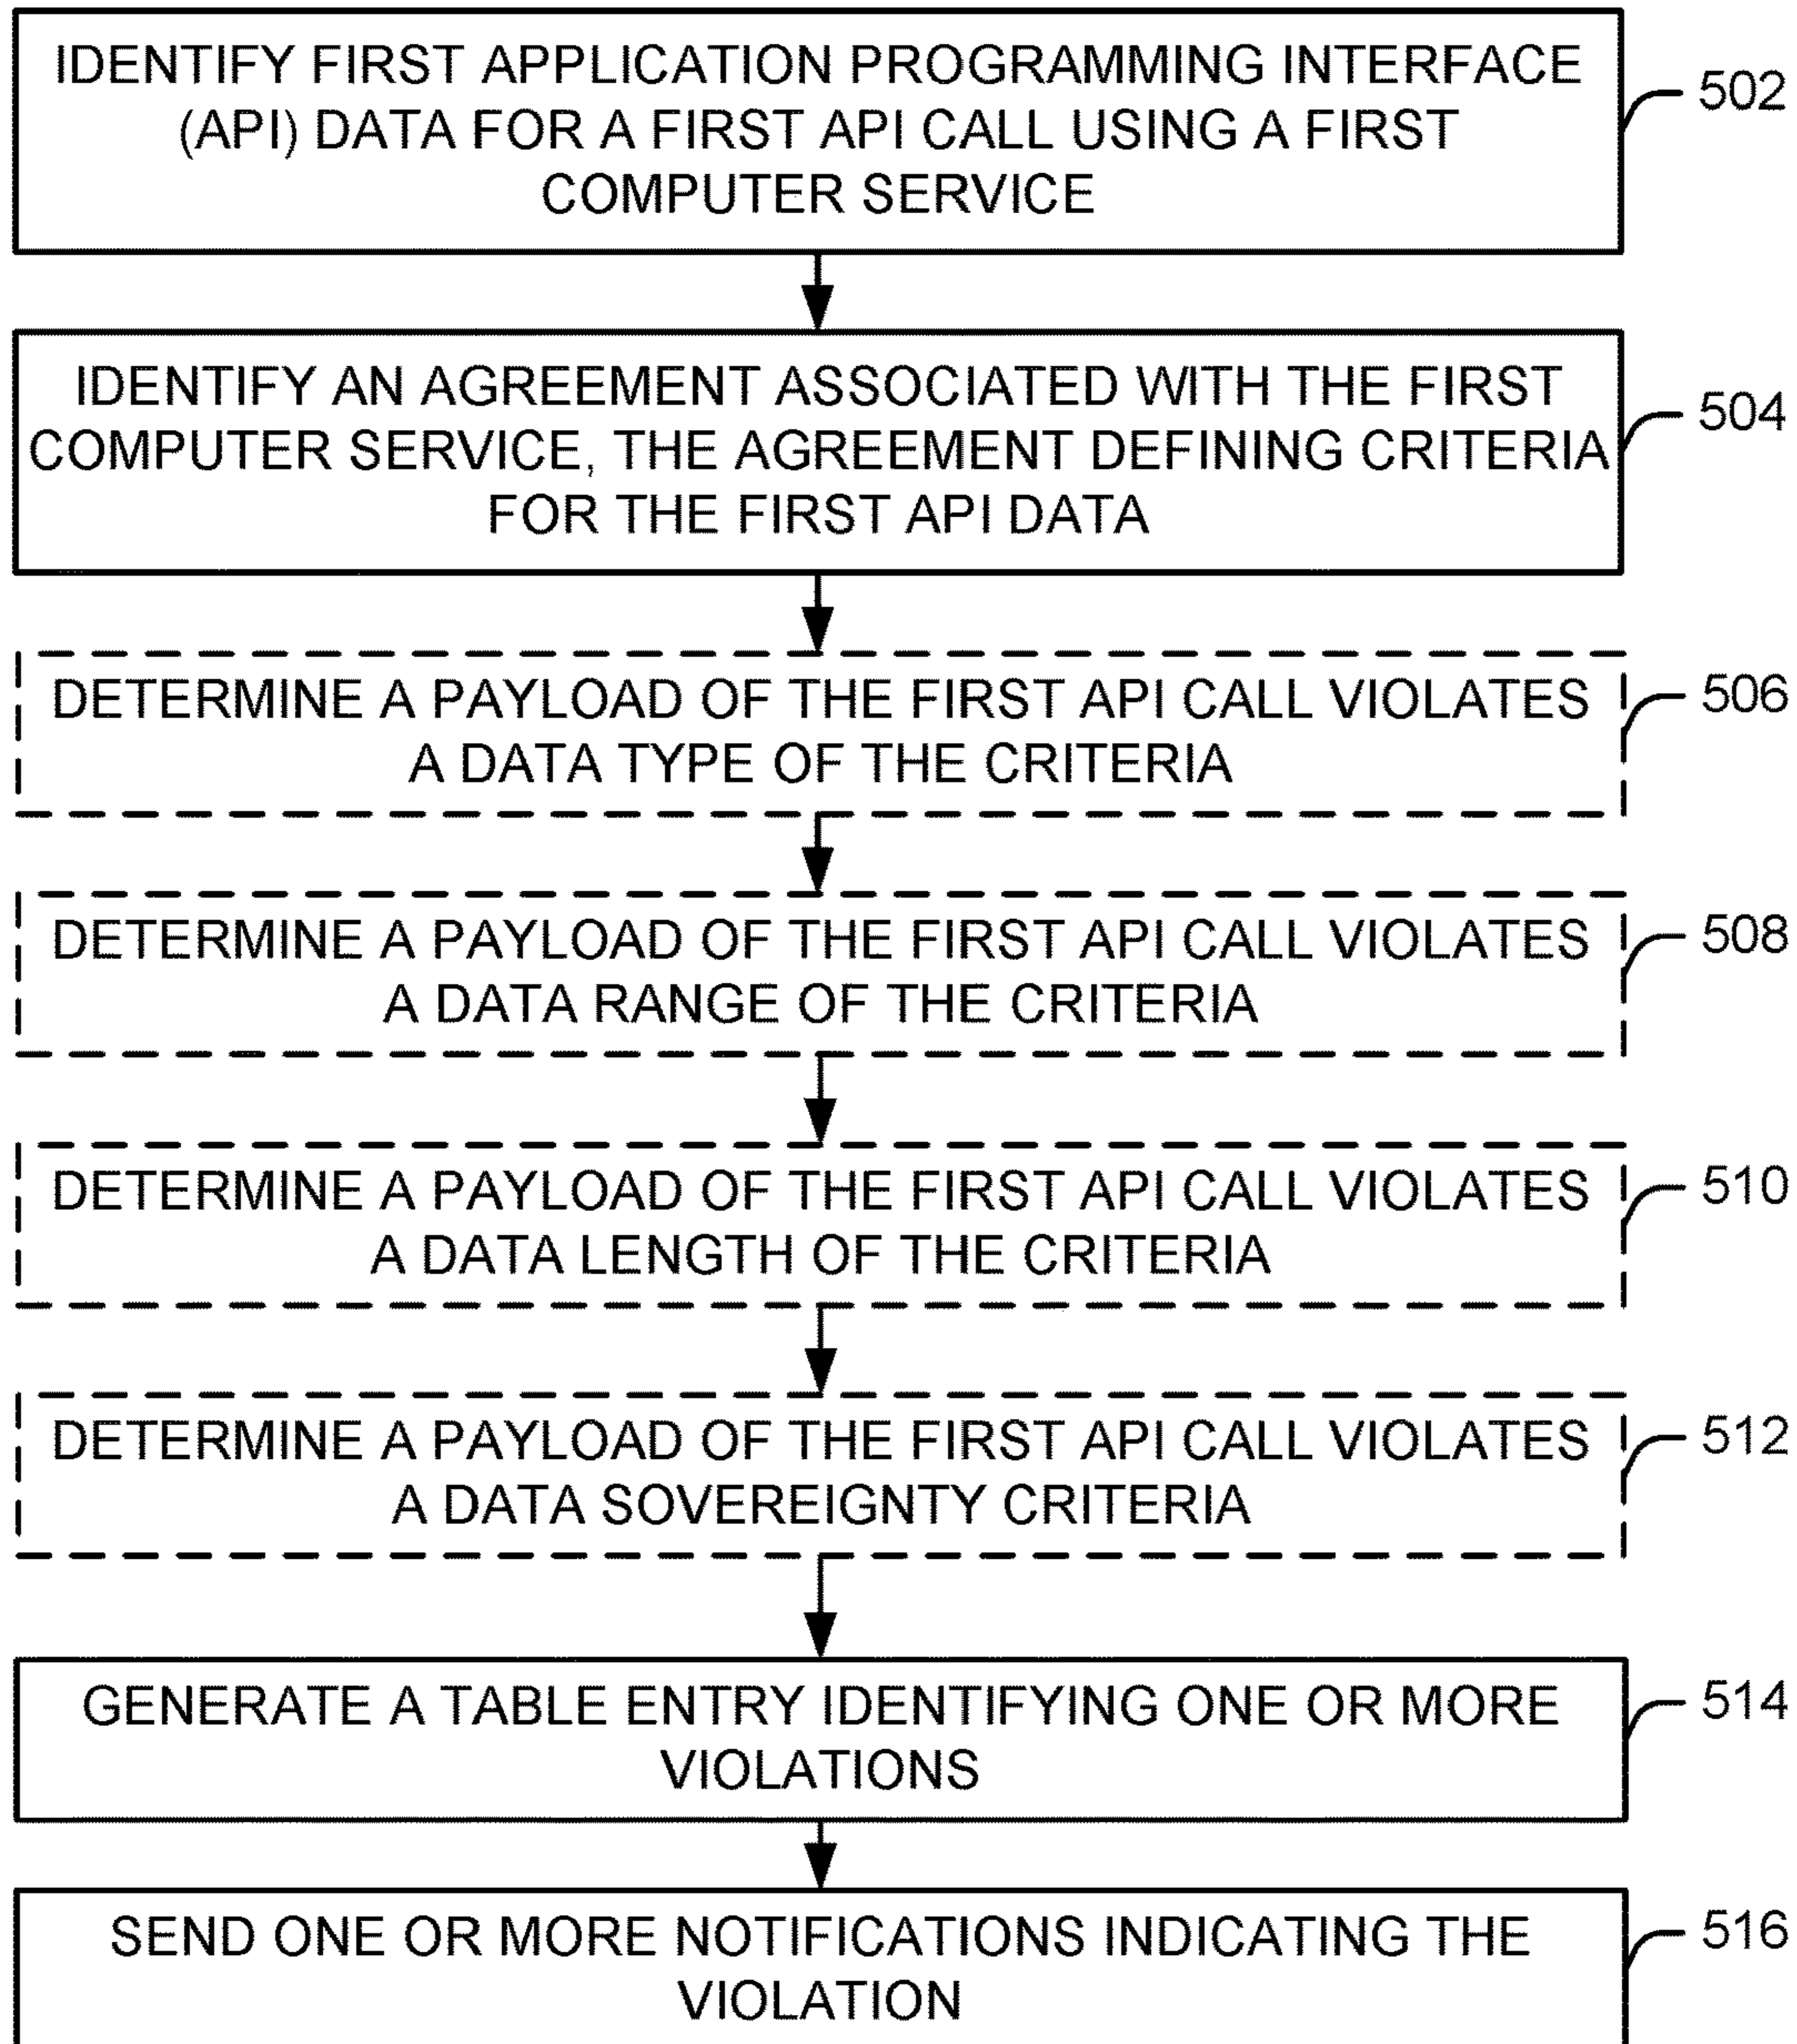 IDENTIFY FIRST APPLICATION PROGRAMMING INTERFACE
(API) DATA FOR A FIRST API CALL USING A FIRST
COMPUTER SERVICE
502
IDENTIFY AN AGREEMENT ASSOCIATED WITH THE FIRST
COMPUTER SERVICE, THE AGREEMENT DEFINING CRITERIA
FOR THE FIRST API DATA
504
DETERMINE A PAYLOAD OF THE FIRST API CALL VIOLATES
A DATA TYPE OF THE CRITERIA
506
DETERMINE A PAYLOAD OF THE FIRST API CALL VIOLATES
A DATA RANGE OF THE CRITERIA
508
DETERMINE A PAYLOAD OF THE FIRST API CALL VIOLATES
A DATA LENGTH OF THE CRITERIA
510
DETERMINE A PAYLOAD OF THE FIRST API CALL VIOLATES
A DATA SOVEREIGNTY CRITERIA
512
GENERATE A TABLE ENTRY IDENTIFYING ONE OR MORE
VIOLATIONS
514
SEND ONE OR MORE NOTIFICATIONS INDICATING THE
VIOLATION
516